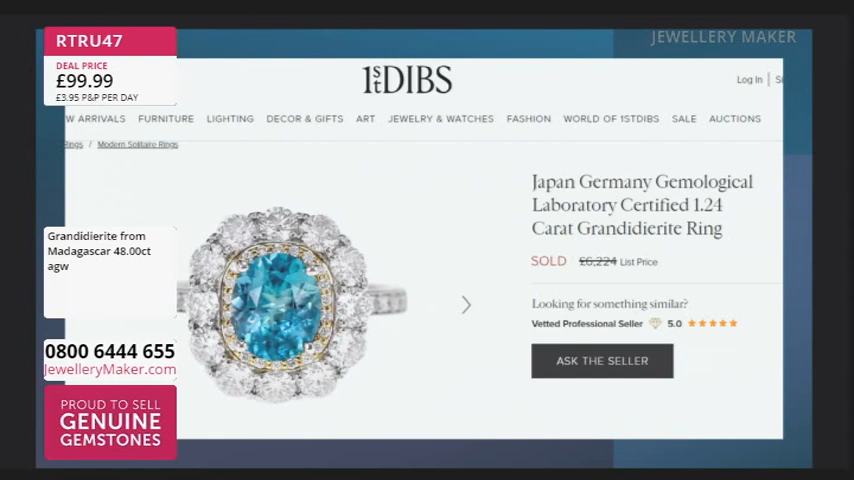 RTRU47
DEAL PRICE
£99.99
£3.95 P&P PER DAY
Grandidierite from
Madagascar 48.00ct
agw
0800 6444 655
JewelleryMaker.com
PROUD TO SELL
GENUINE
GEMSTONES
JEWELLERY MAKER
1stDIBS
Log In | Si
W ARRIVALS FURNITURE LIGHTING DECOR & GIFTS ART JEWELRY & WATCHES FASHION WORLD OF 1STDIBS SALE AUCTIONS
Rings / Modern Solitaire Rings
Japan Germany Gemological
Laboratory Certified 1.24
Carat Grandidierite Ring
SOLD £6,224 List Price
Looking for something similar?
Vetted Professional Seller 5.0
ASK THE SELLER